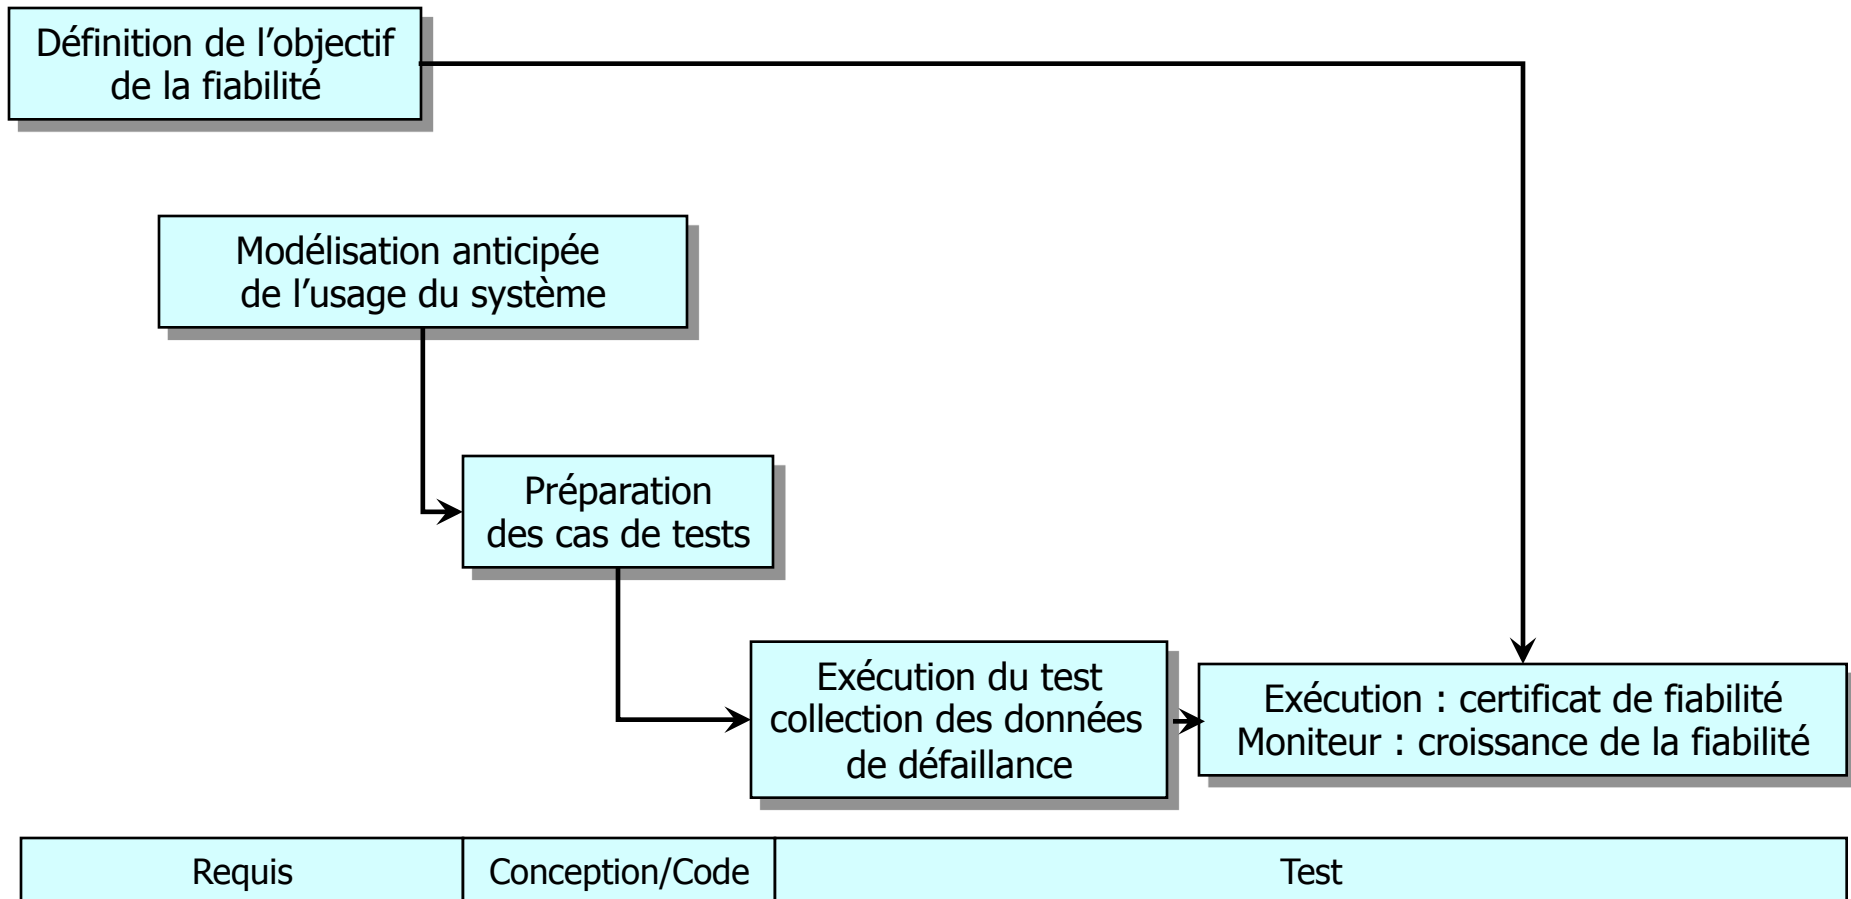 Définition de l’objectif
de la fiabilité
Modélisation anticipée
de l’usage du système
Préparation
des cas de tests
Exécution du test
collection des données
de défaillance
Exécution : certificat de fiabilité
Moniteur : croissance de la fiabilité
Requis
Conception/Code
Test